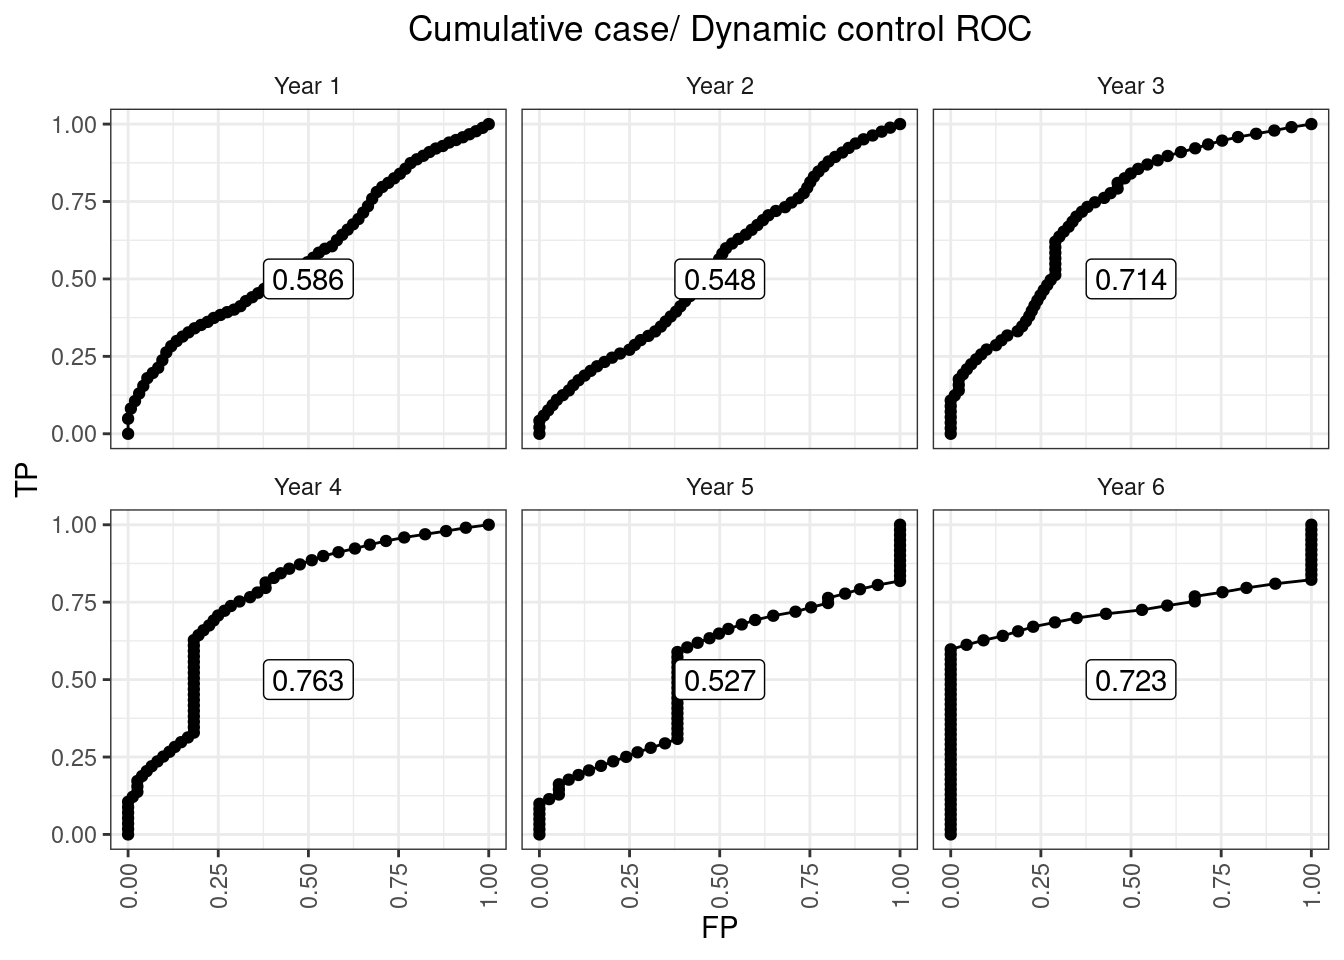 Cumulative case/ Dynamic control ROC
Year 1
Year 2
Year 3
1.00
0.75
0.50
0.25
0.00
0.586
0.548
0.714
TP
Year 4
Year 5
Year 6
1.00
0.75
0.50
0.25
0.00
0.763
0.527
0.723
0.00 0.25 0.50 0.75 1.00
0.00 0.25 0.50 0.75 1.00
0.00 0.25 0.50 0.75 1.00
FP